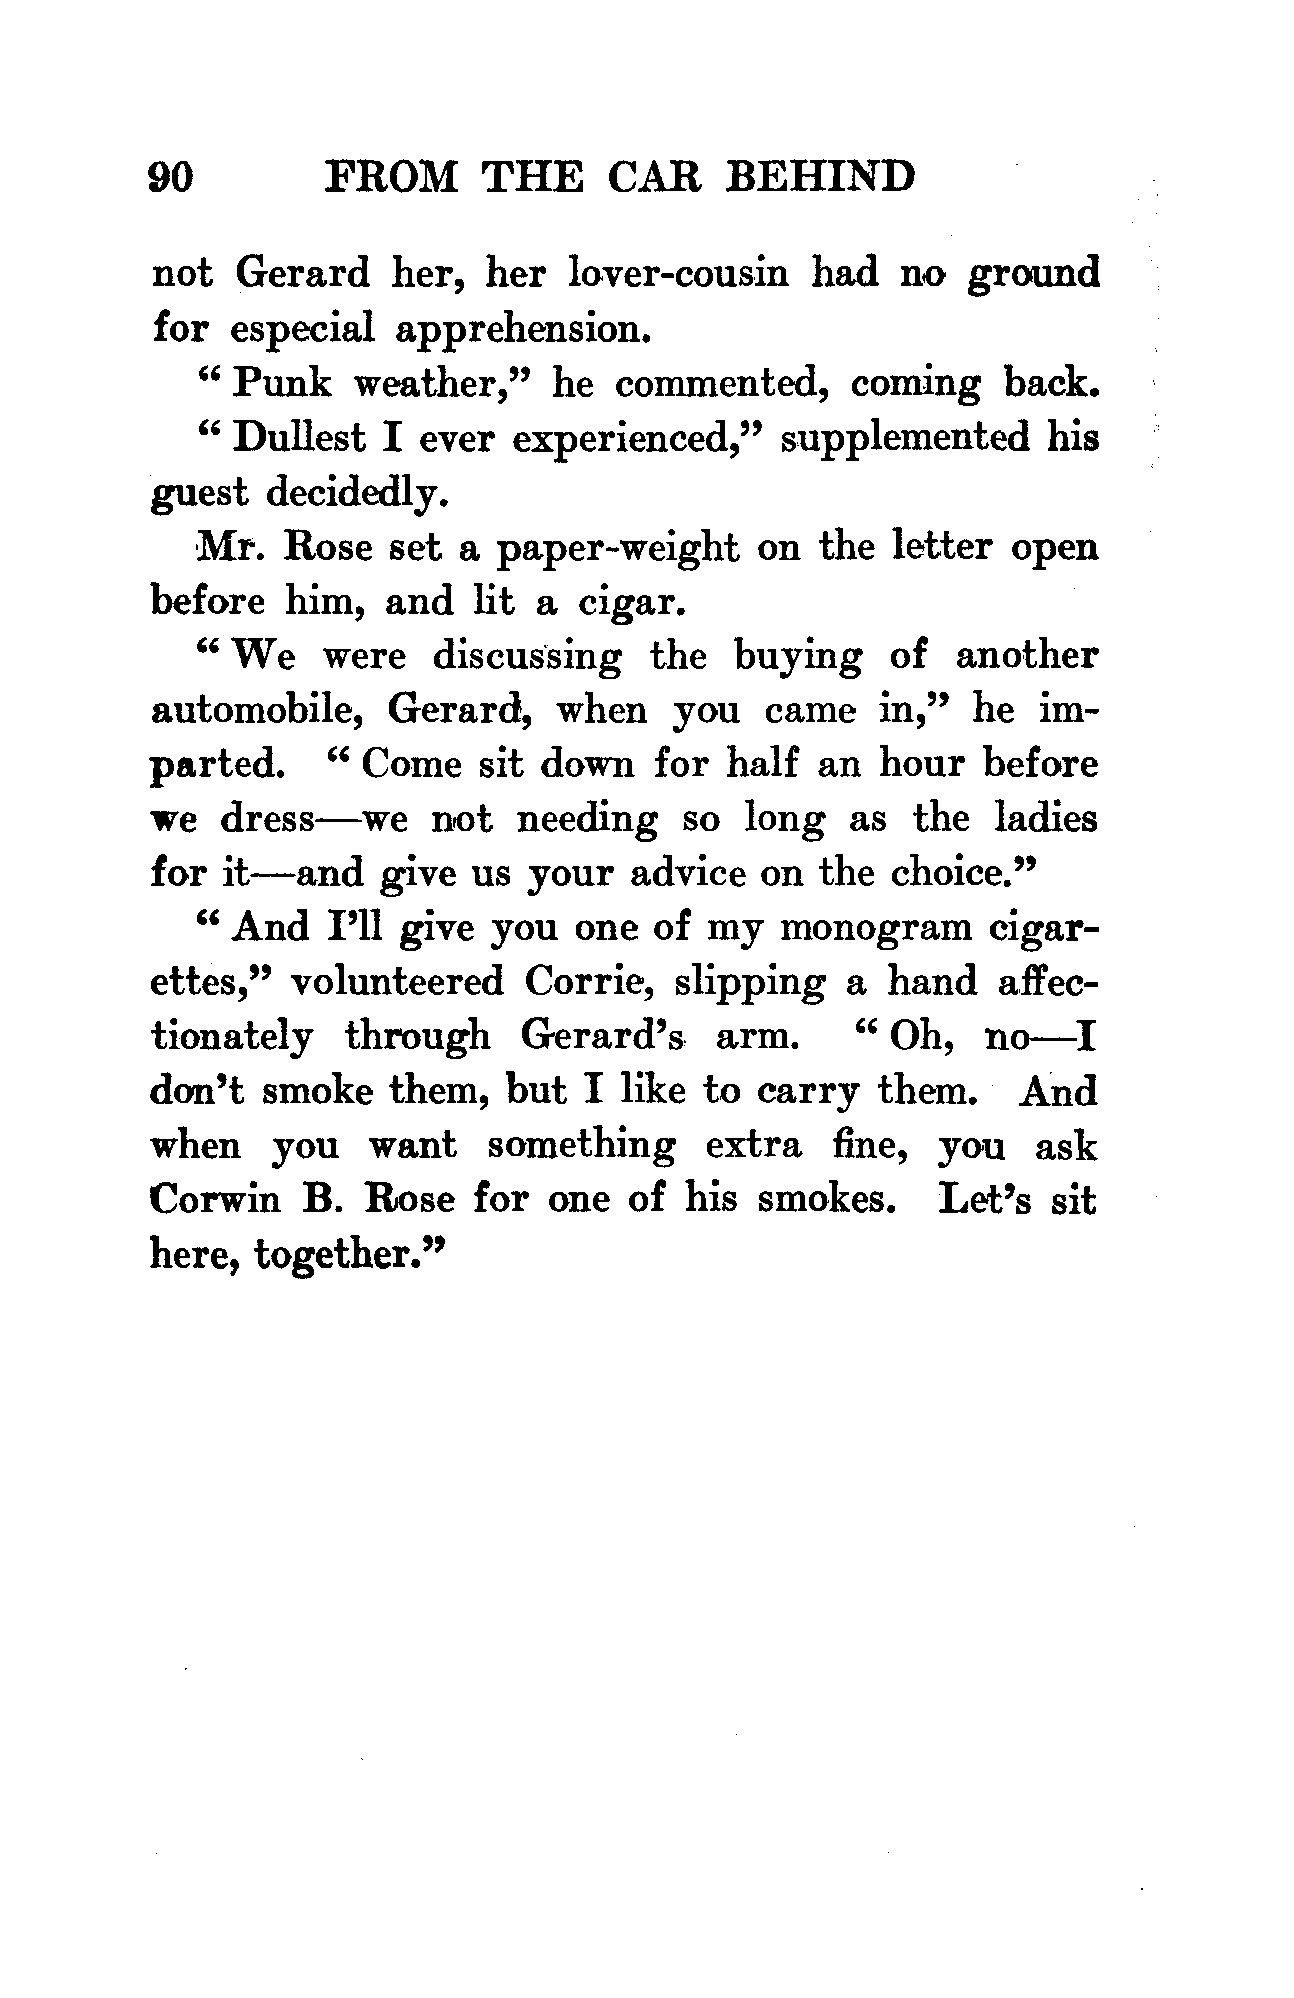 90 FROM THE CAR BEHIND
not Gerard her, her lover-cousin had no ground
for especial apprehension.
“ Punk weather,” he commented, coming back.
“ Dullest I ever experienced,” supplemented his
guest decidedly.
Mr. Rose set a paper-weight on the letter open
before him, and lit a cigar.
“ We were discussing the buying of another
automobile, Gerard, when you came in,” he im-
parted. “ Come sit down for half an hour before
we dress—we not needing so long as the ladies
for it—and give us your advice on the choice.”
“ And I’ll give you one of my monogram cigar-
ettes,” volunteered Corrie, slipping a hand affec-
tionately through Gerard’s arm. “ Oh, no—I
don’t smoke them, but I like to carry them. And
when you want something extra fine, you ask
Corwin B. Rose for one of his smokes. Let’s sit
here, together.”